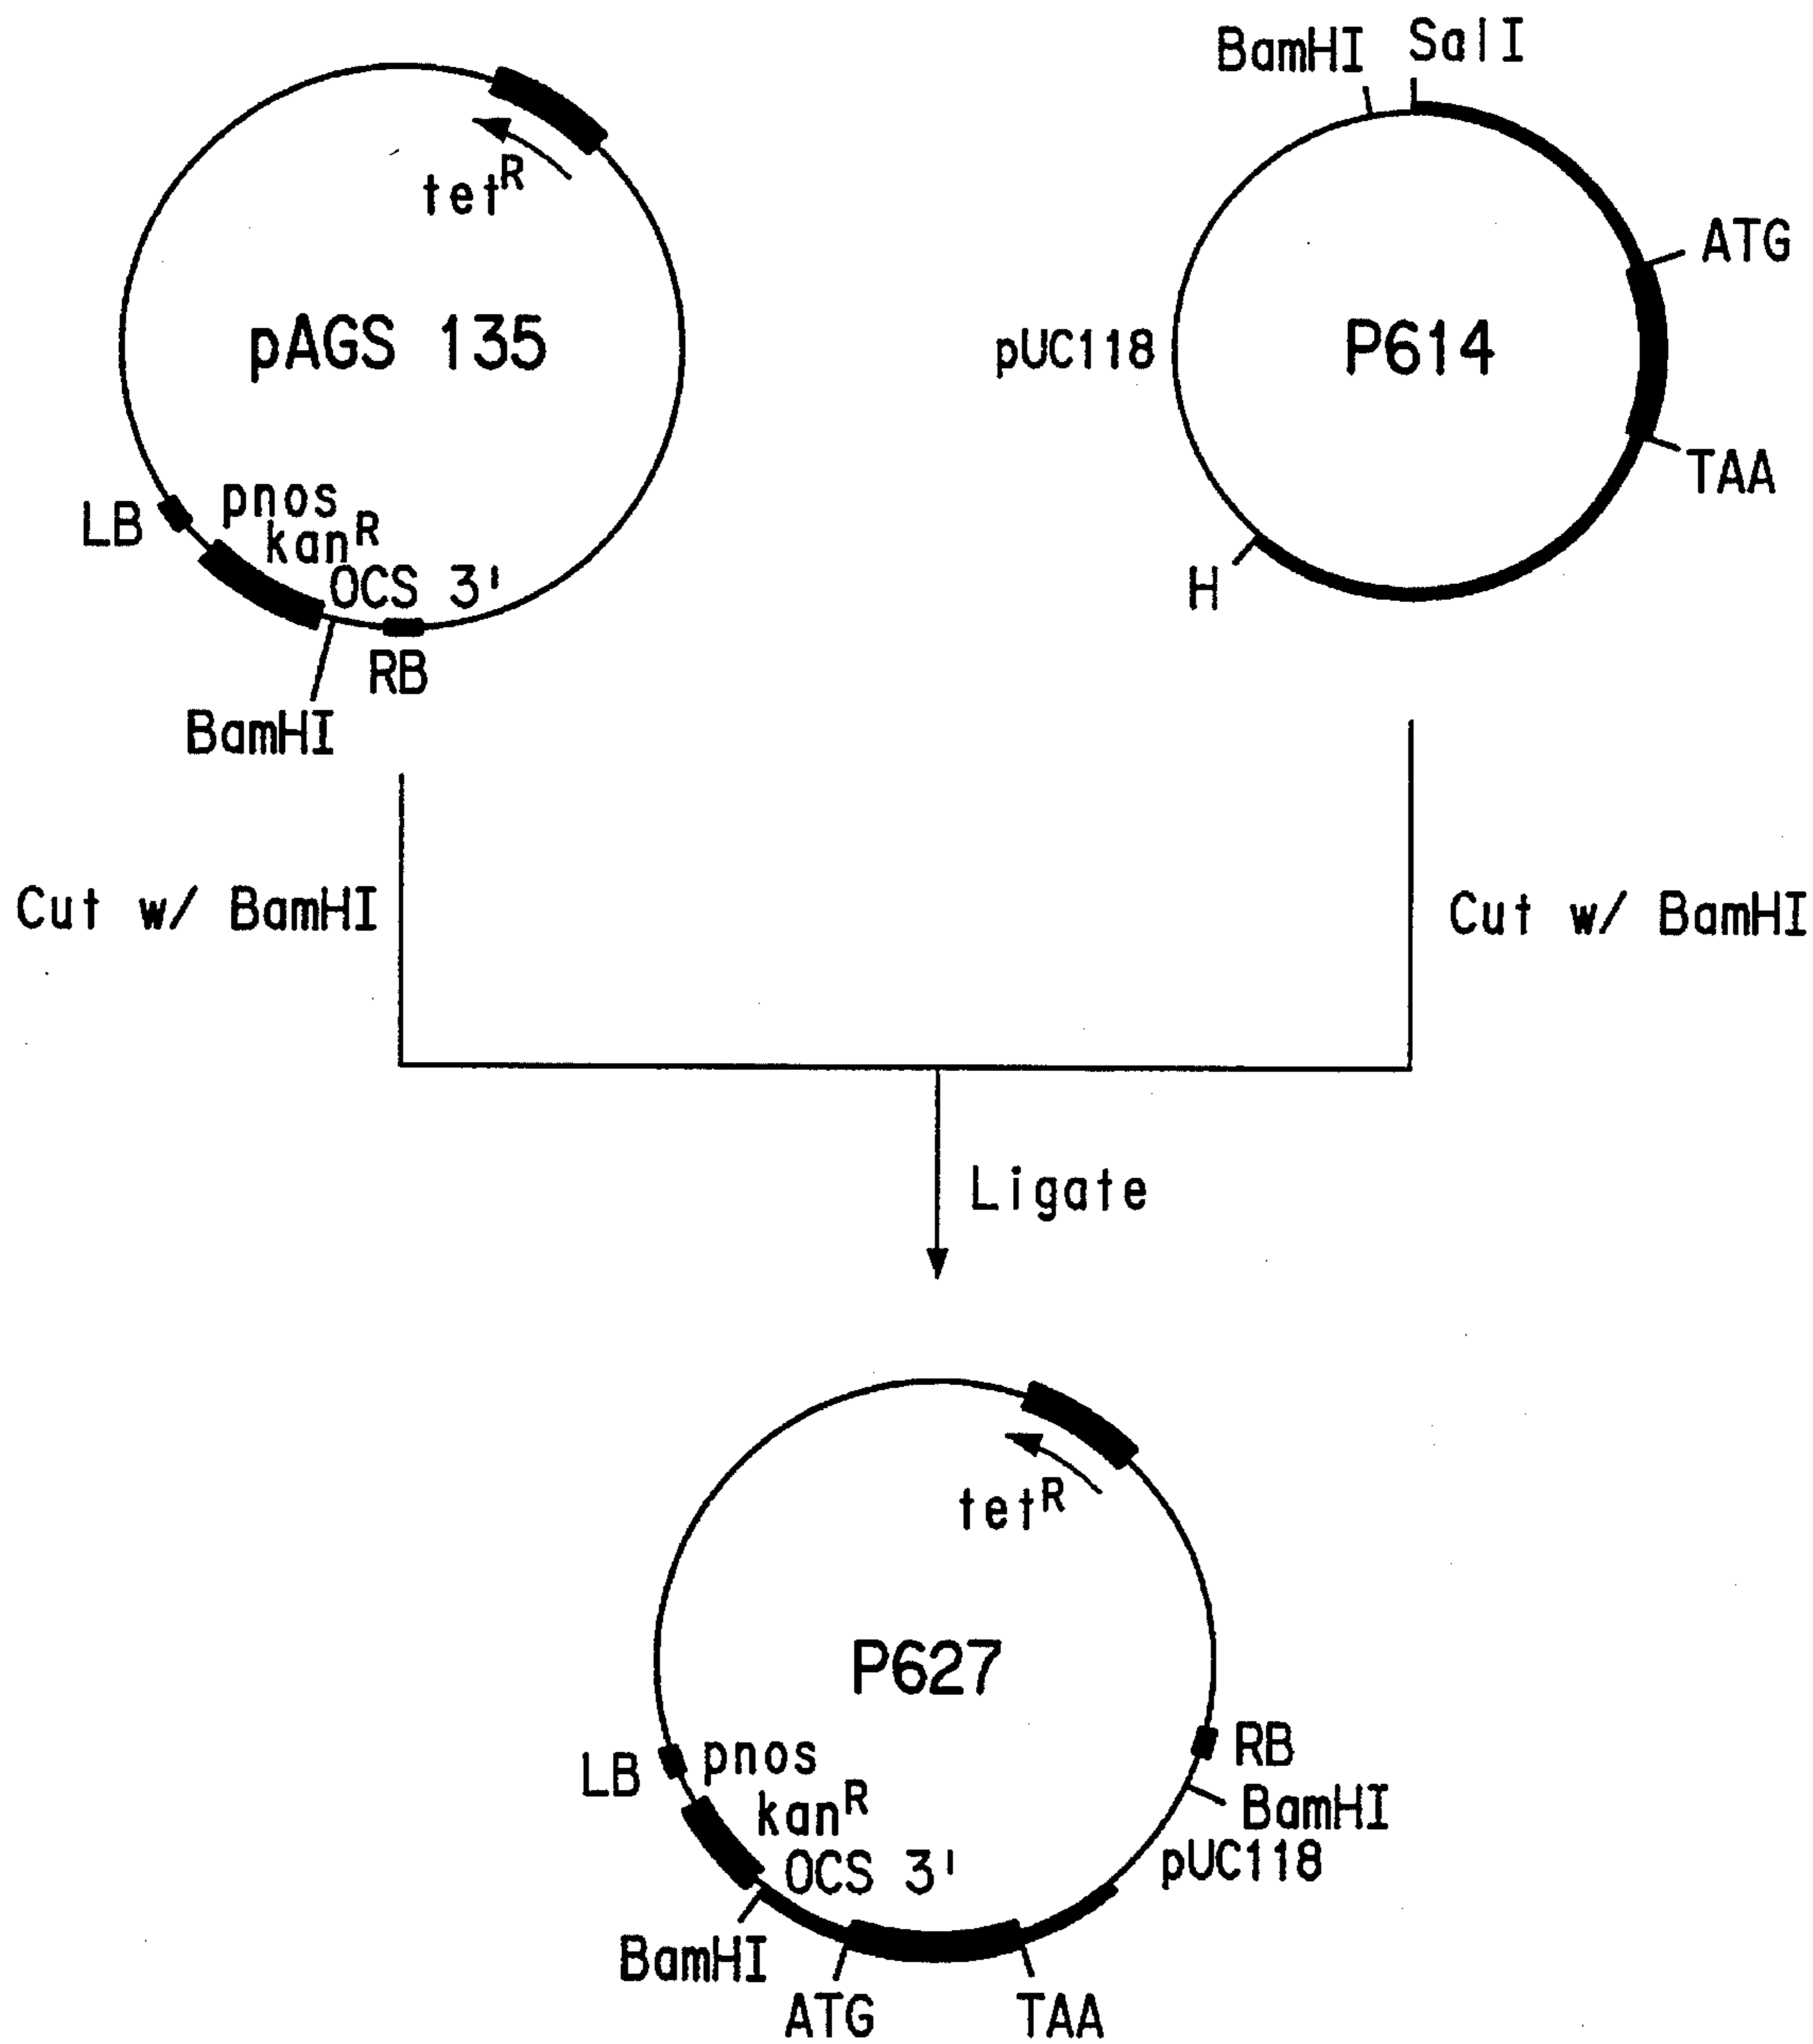 tetR
pAGS 135
LB
pnos
kanR
OCS 3'
RB
BamHI
BamHI
SalI
ATG
pUC118
P614
TAA
H
Cut w/ BamHI
Cut w/ BamHI
Ligate
tetR
P627
LB
pnos
kanR
OCS 3'
RB
BamHI
pUC118
BamHI
ATG
TAA